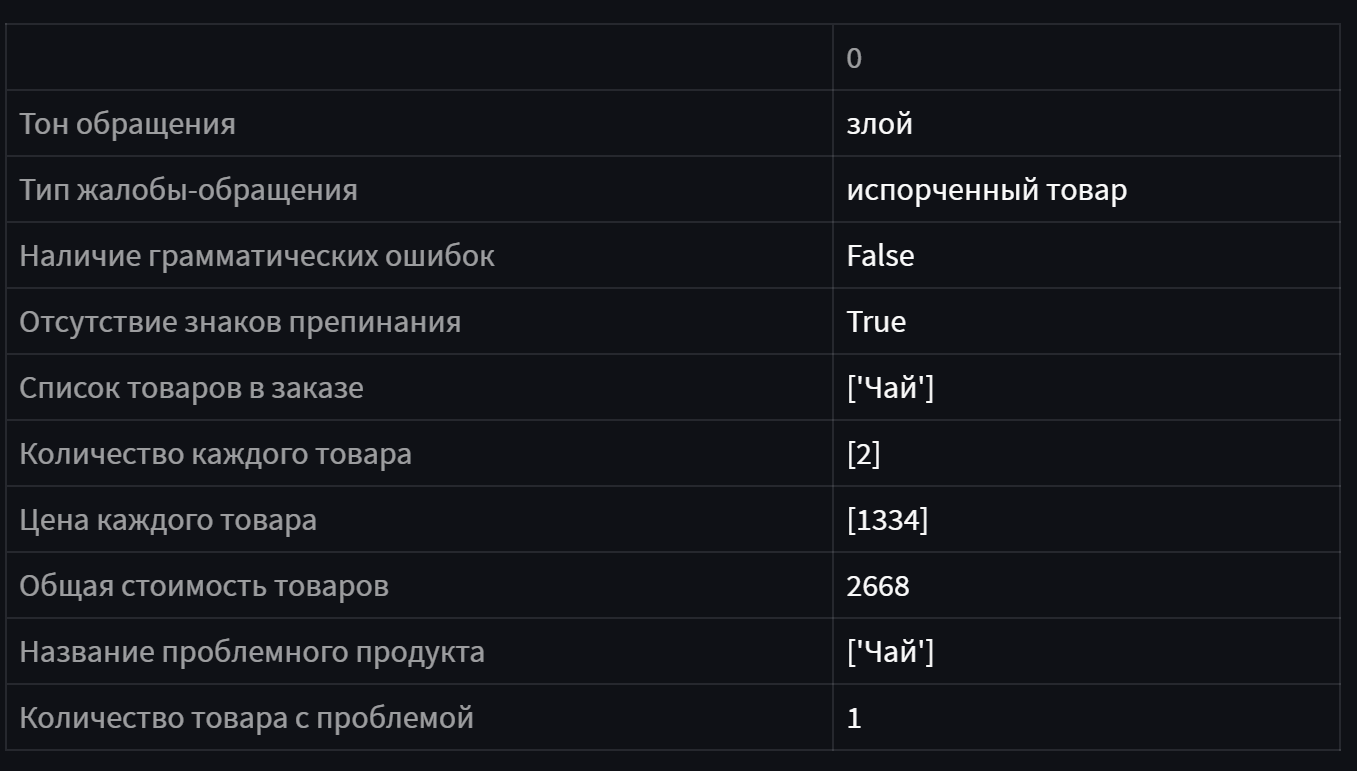 0
Тон обращения злой
Тип жалобы-обращения испорченный товар
Наличие грамматических ошибок False
Отсутствие знаков препинания True
Список товаров в заказе ['Чай']
Количество каждого товара [2]
Цена каждого товара [1334]
Общая стоимость товаров 2668
Название проблемного продукта ['Чай']
Количество товара с проблемой 1